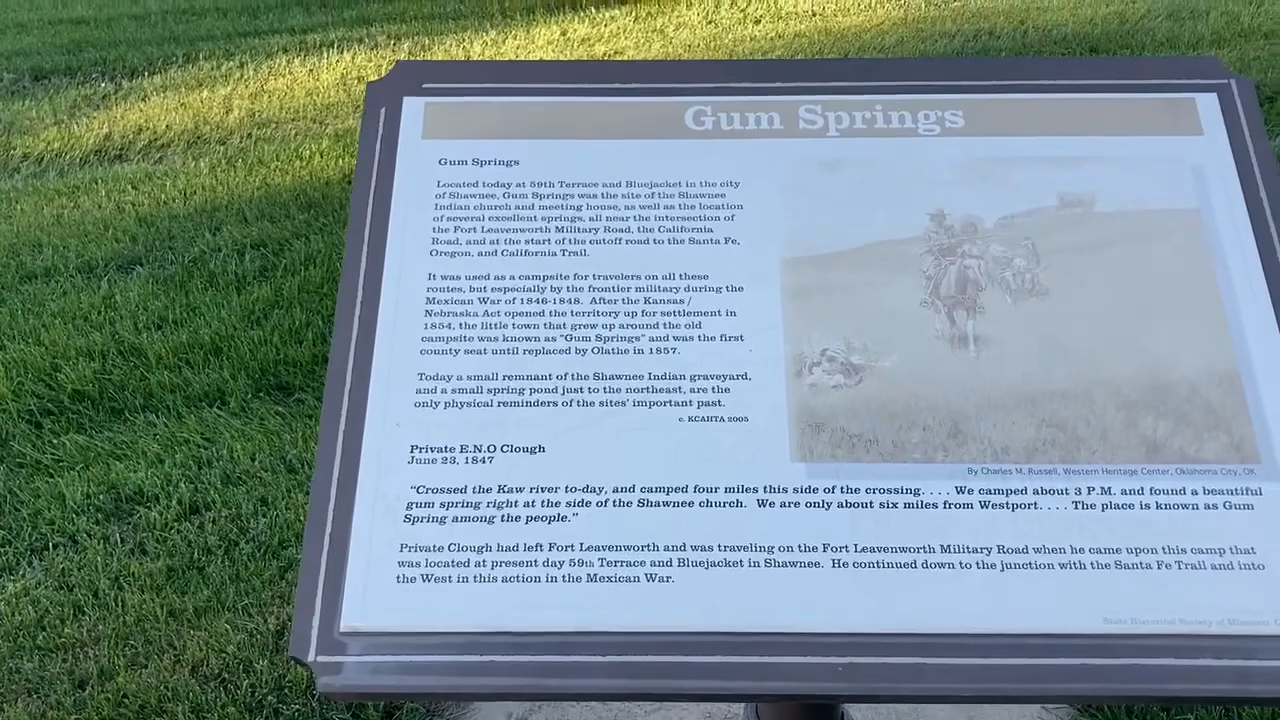 Gum Springs
Gum Springs
Located today at 59th Terrace and Bluejacket in the city
of Shawnee, Gum Springs was the site of the Shawnee
Indian church and meeting house, as well as the location
of several excellent springs, all near the intersection of
the Fort Leavenworth Military Road, the California
Road, and at the start of the cutoff road to the Santa Fe,
Oregon, and California Trail.
It was used as a campsite for travelers on all these
routes, but especially by the frontier military during the
Mexican War of 1846-1848. After the Kansas /
Nebraska Act opened the territory up for settlement in
1854, the little town that grew up around the old
campsite was known as "Gum Springs" and was the first
county seat until replaced by Olathe in 1857.
Today a small remnant of the Shawnee Indian graveyard,
and a small spring pond just to the northeast, are the
only physical reminders of the sites' important past.
c. KCAHTA 2005
Private E.N.O Clough
June 23, 1847
By Charles M. Russell, Western Heritage Center, Oklahoma City, OK
"Crossed the Kaw river to-day, and camped four miles this side of the crossing. . . . We camped about 3 P.M. and found a beautiful
gum spring right at the side of the Shawnee church. We are only about six miles from Westport. . . . The place is known as Gum
Spring among the people."
Private Clough had left Fort Leavenworth and was traveling on the Fort Leavenworth Military Road when he came upon this camp that
was located at present day 59th Terrace and Bluejacket in Shawnee. He continued down to the junction with the Santa Fe Trail and into
the West in this action in the Mexican War.
State Historical Society of Missouri